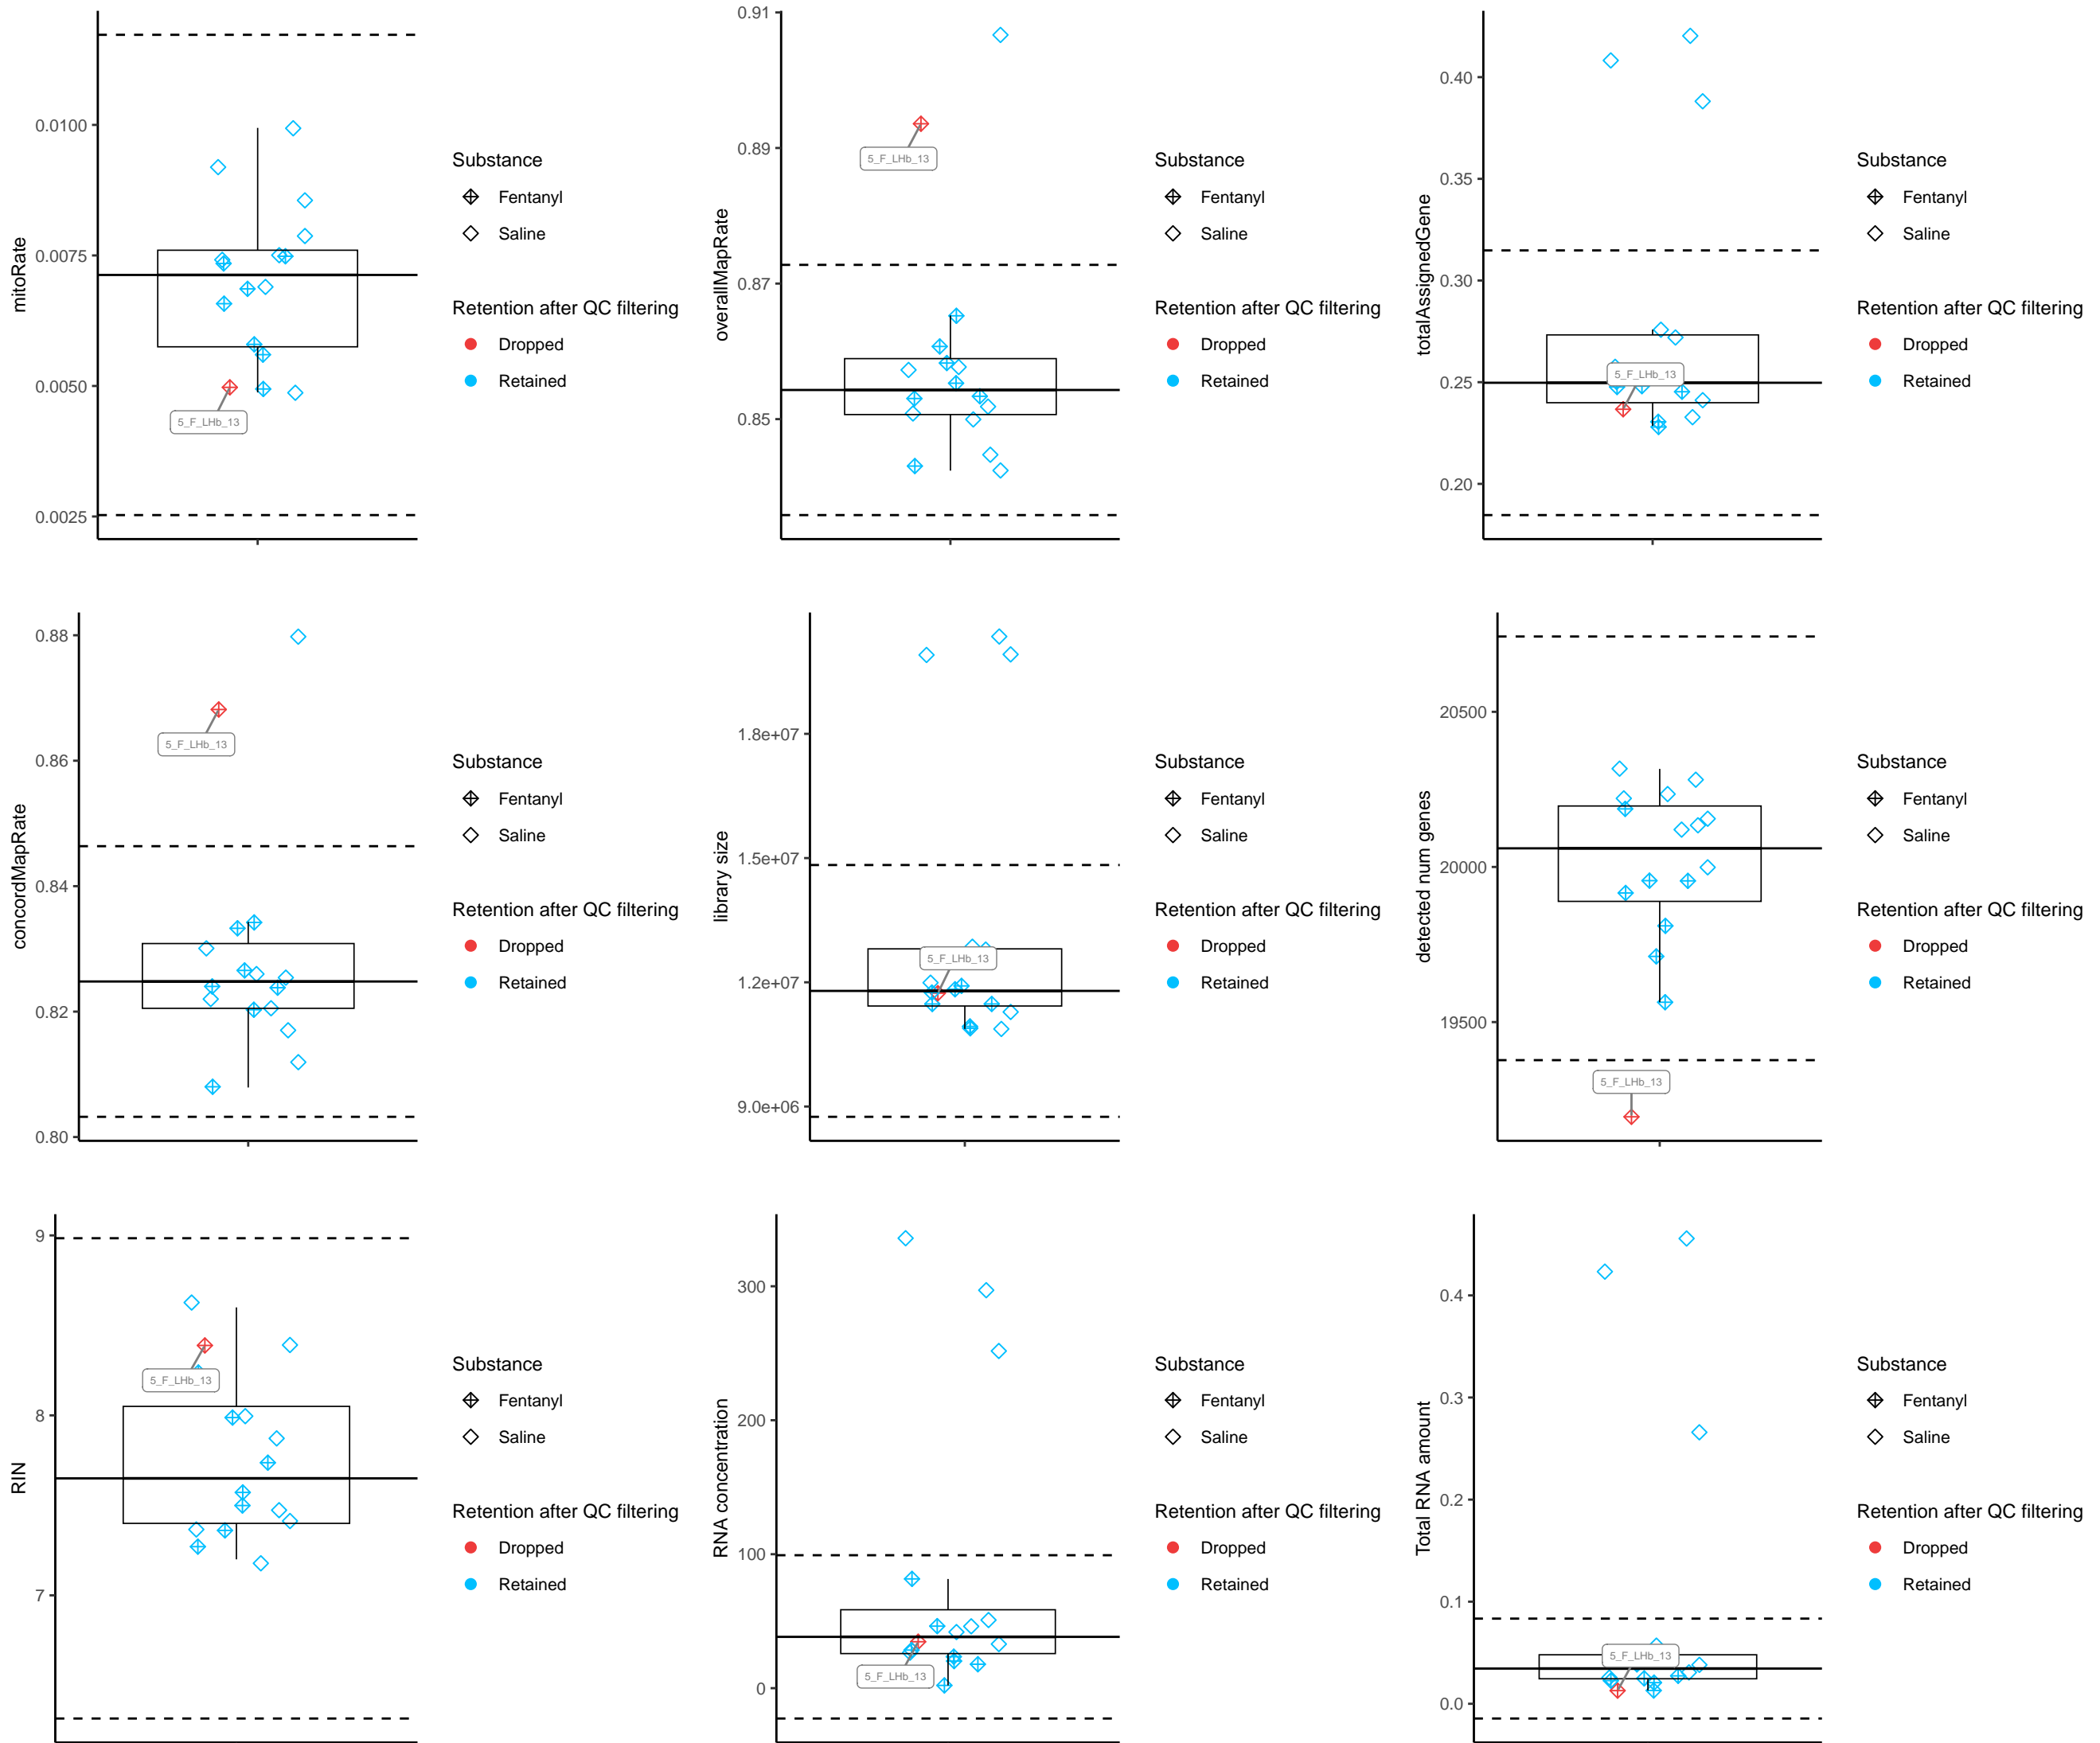 mitoRate
0.0100
0.0075
0.0050
0.0025
5_F_LHb_13
Substance
Fentanyl
Saline
Retention after QC filtering
Dropped
Retained
overallMapRate
0.91
0.89
0.87
0.85
5_F_LHb_13
Substance
Fentanyl
Saline
Retention after QC filtering
Dropped
Retained
totalAssignedGene
0.40
0.35
0.30
0.25
0.20
5_F_LHb_13
Substance
Fentanyl
Saline
Retention after QC filtering
Dropped
Retained
concordMapRate
0.88
0.86
0.84
0.82
0.80
5_F_LHb_13
Substance
Fentanyl
Saline
Retention after QC filtering
Dropped
Retained
library size
1.8e+07
1.5e+07
1.2e+07
9.0e+06
5_F_LHb_13
Substance
Fentanyl
Saline
Retention after QC filtering
Dropped
Retained
detected num genes
20500
20000
19500
5_F_LHb_13
Substance
Fentanyl
Saline
Retention after QC filtering
Dropped
Retained
RIN
9
8
7
5_F_LHb_13
Substance
Fentanyl
Saline
Retention after QC filtering
Dropped
Retained
RNA concentration
300
200
100
0
5_F_LHb_13
Substance
Fentanyl
Saline
Retention after QC filtering
Dropped
Retained
Total RNA amount
0.4
0.3
0.2
0.1
0.0
5_F_LHb_13
Substance
Fentanyl
Saline
Retention after QC filtering
Dropped
Retained